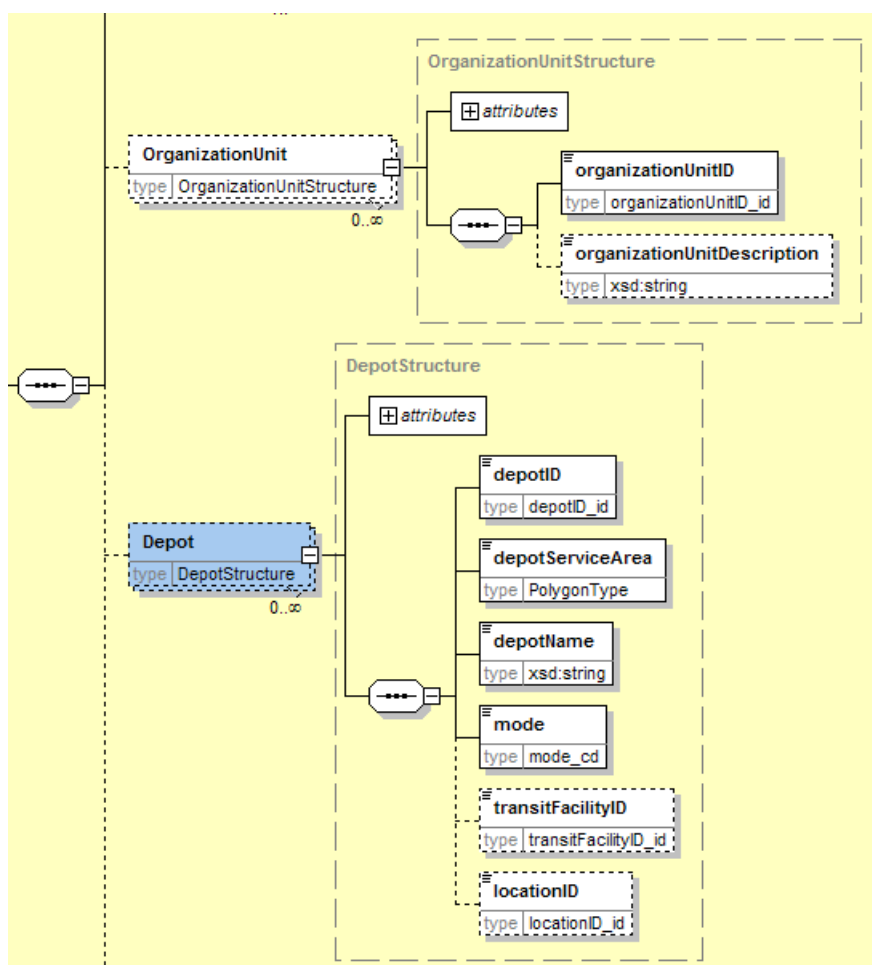 OrganizationUnitStructure
attributes
OrganizationUnit
type OrganizationUnitStructure
0..∞
organizationUnitID
type organizationUnitID_id
organizationUnitDescription
type xsd:string
DepotStructure
attributes
depotID
type depotID_id
Depot
type DepotStructure
0..∞
depotServiceArea
type PolygonType
depotName
type xsd:string
mode
type mode_cd
transitFacilityID
type transitFacilityID_id
locationID
type locationID_id